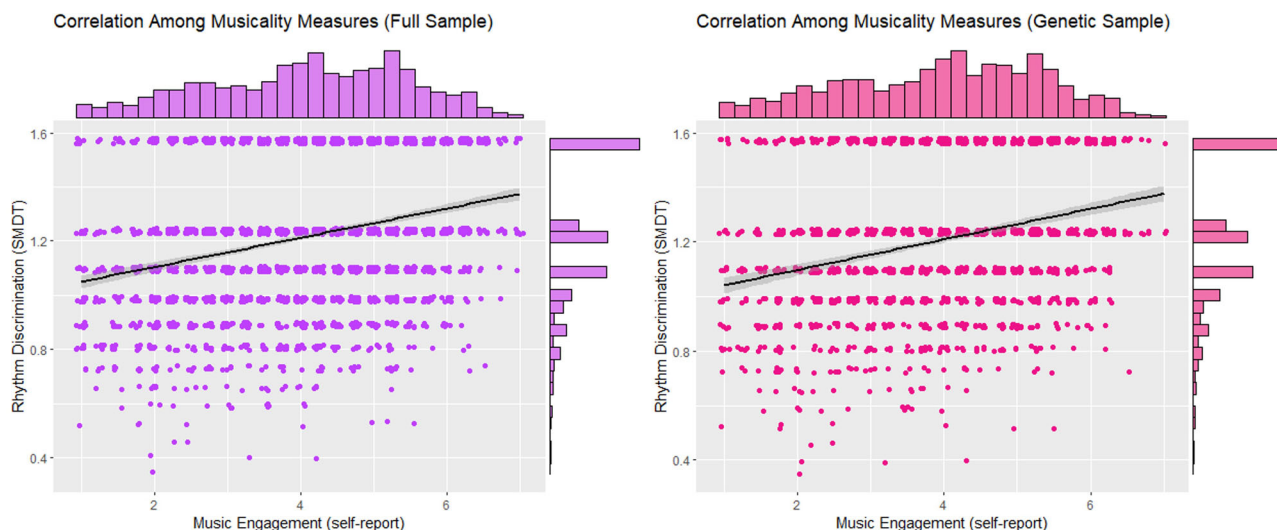 Correlation Among Musicality Measures (Full Sample)
1.6
1.2
0.8
0.4
Rhythm Discrimination (SMDT)
2 4 6
Music Engagement (self-report)
Correlation Among Musicality Measures (Genetic Sample)
1.6
1.2
0.8
0.4
Rhythm Discrimination (SMDT)
2 4 6
Music Engagement (self-report)